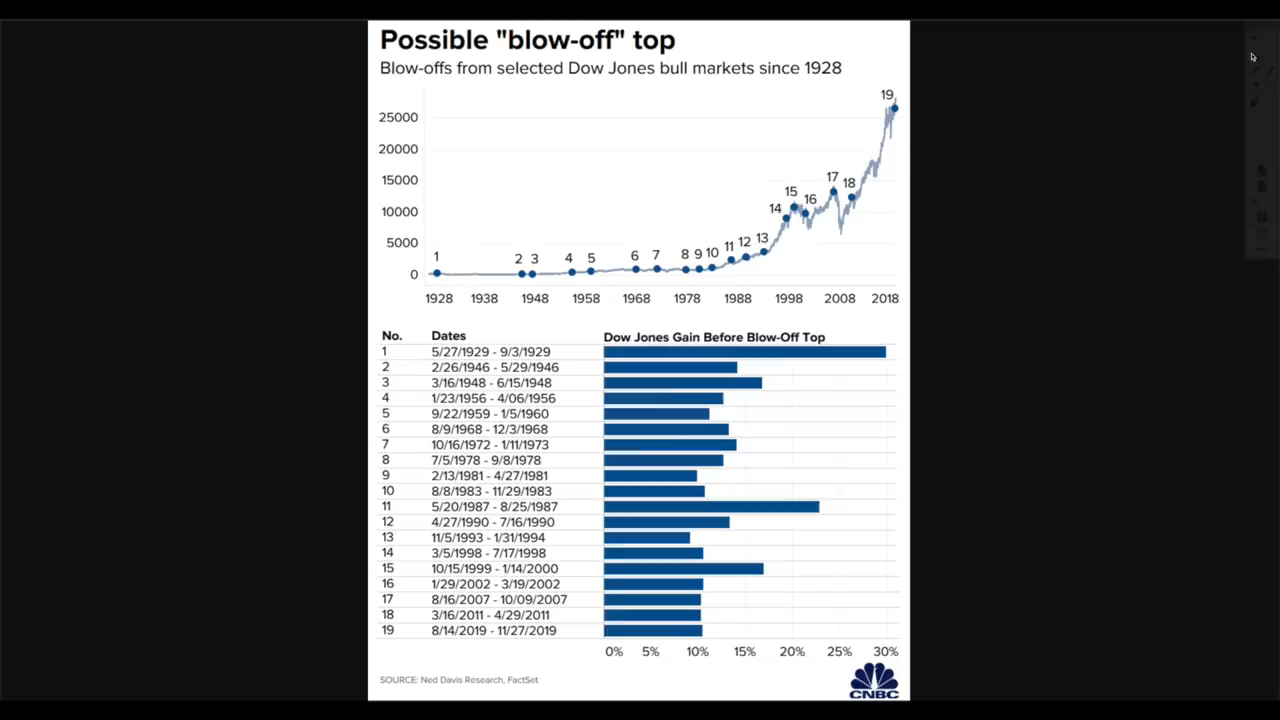 Possible "blow-off" top
Blow-offs from selected Dow Jones bull markets since 1928
25000
20000
15000
10000
5000
0
1 2 3 4 5 6 7 8 9 10 11 12 13 14 15 16 17 18 19
1928 1938 1948 1958 1968 1978 1988 1998 2008 2018
No. Dates Dow Jones Gain Before Blow-Off Top
1 5/27/1929 - 9/3/1929
2 2/26/1946 - 5/29/1946
3 3/16/1948 - 6/15/1948
4 1/23/1956 - 4/06/1956
5 9/22/1959 - 1/5/1960
6 8/9/1968 - 12/3/1968
7 10/16/1972 - 1/11/1973
8 7/5/1978 - 9/8/1978
9 2/13/1981 - 4/27/1981
10 8/8/1983 - 11/29/1983
11 5/20/1987 - 8/25/1987
12 4/27/1990 - 7/16/1990
13 11/5/1993 - 1/31/1994
14 3/5/1998 - 7/17/1998
15 10/15/1999 - 1/14/2000
16 1/29/2002 - 3/19/2002
17 8/16/2007 - 10/09/2007
18 3/16/2011 - 4/29/2011
19 8/14/2019 - 11/27/2019
0% 5% 10% 15% 20% 25% 30%
SOURCE: Ned Davis Research, FactSet
CNBC